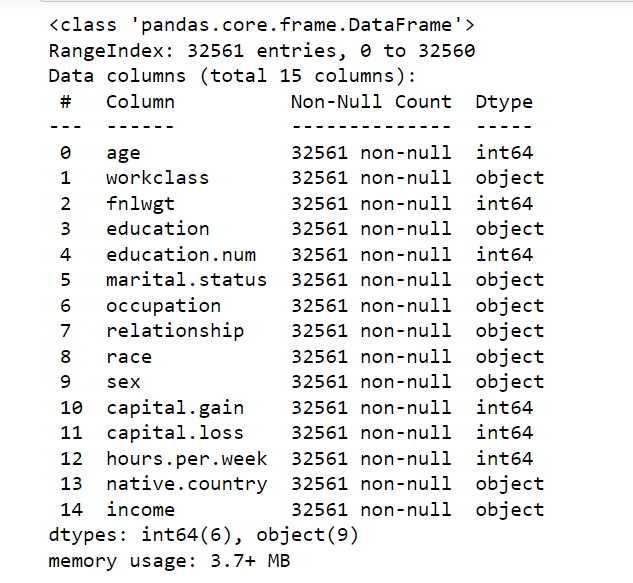 <class 'pandas.core.frame.DataFrame'>
RangeIndex: 32561 entries, 0 to 32560
Data columns (total 15 columns):
 #   Column          Non-Null Count  Dtype
---  ------          --------------  -----
 0   age             32561 non-null  int64
 1   workclass       32561 non-null  object
 2   fnlwgt          32561 non-null  int64
 3   education       32561 non-null  object
 4   education.num   32561 non-null  int64
 5   marital.status  32561 non-null  object
 6   occupation      32561 non-null  object
 7   relationship    32561 non-null  object
 8   race            32561 non-null  object
 9   sex             32561 non-null  object
 10  capital.gain    32561 non-null  int64
 11  capital.loss    32561 non-null  int64
 12  hours.per.week  32561 non-null  int64
 13  native.country  32561 non-null  object
 14  income          32561 non-null  object
dtypes: int64(6), object(9)
memory usage: 3.7+ MB